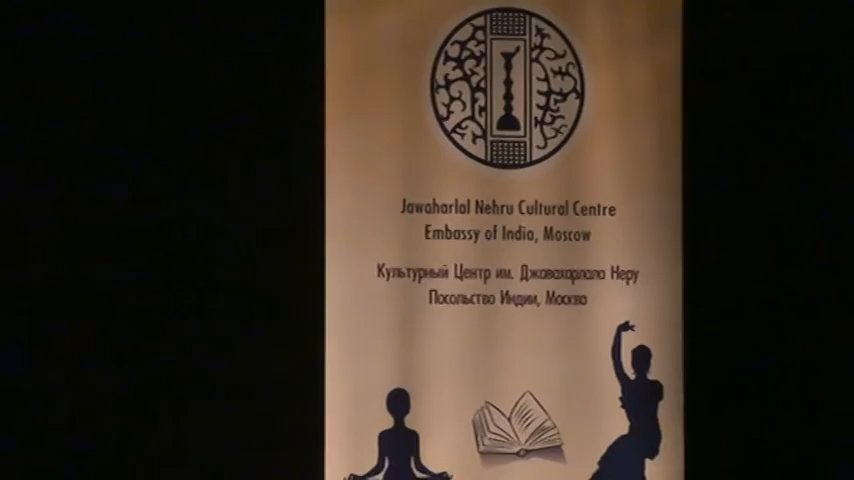 Jawaharlal Nehru Cultural Centre
Embassy of India, Moscow
Культурный Центр им. Джавахарлала Неру
Посольство Индии, Москва